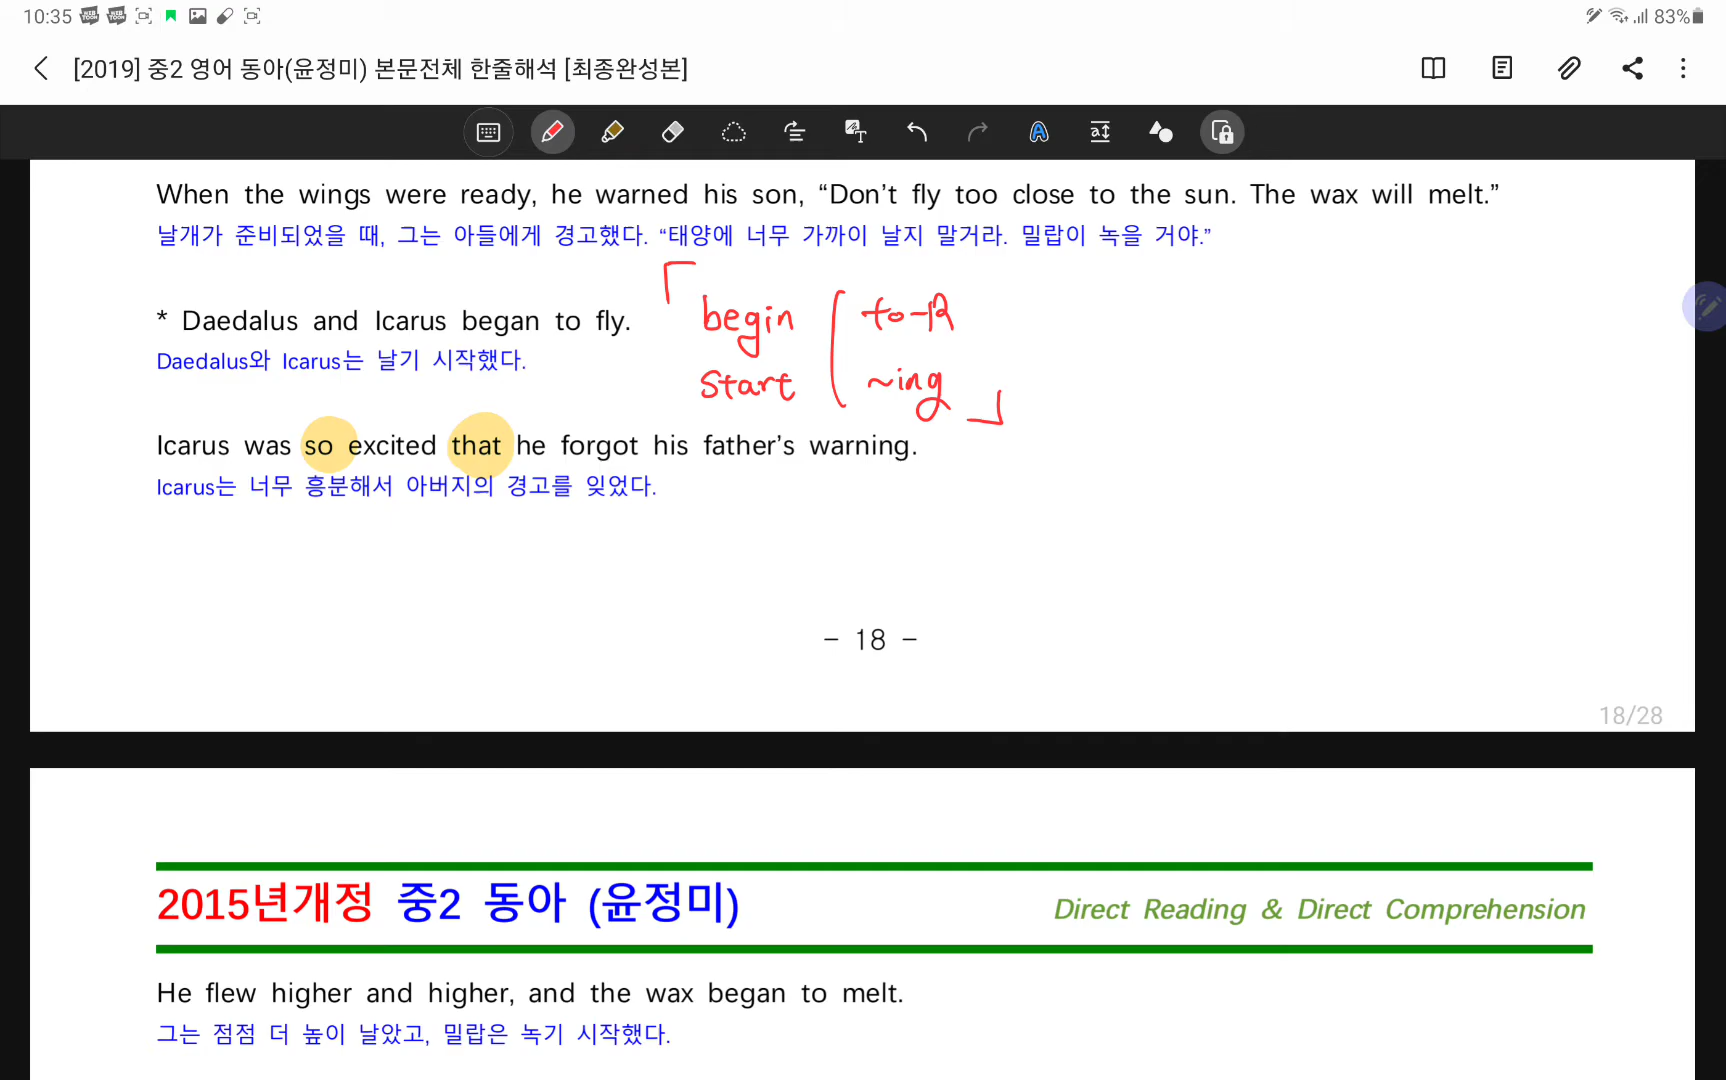 10:35
83%
[2019] 중2 영어 동아(윤정미) 본문전체 한줄해석 [최종완성본]
When the wings were ready, he warned his son, “Don’t fly too close to the sun. The wax will melt.”
날개가 준비되었을 때, 그는 아들에게 경고했다. “태양에 너무 가까이 날지 말거라. 밀랍이 녹을 거야.”
begin to-R
* Daedalus and Icarus began to fly.
Daedalus와 Icarus는 날기 시작했다.
start ~ing
Icarus was so excited that he forgot his father’s warning.
Icarus는 너무 흥분해서 아버지의 경고를 잊었다.
- 18 -
18/28
2015년개정 중2 동아 (윤정미)
Direct Reading & Direct Comprehension
He flew higher and higher, and the wax began to melt.
그는 점점 더 높이 날았고, 밀랍은 녹기 시작했다.